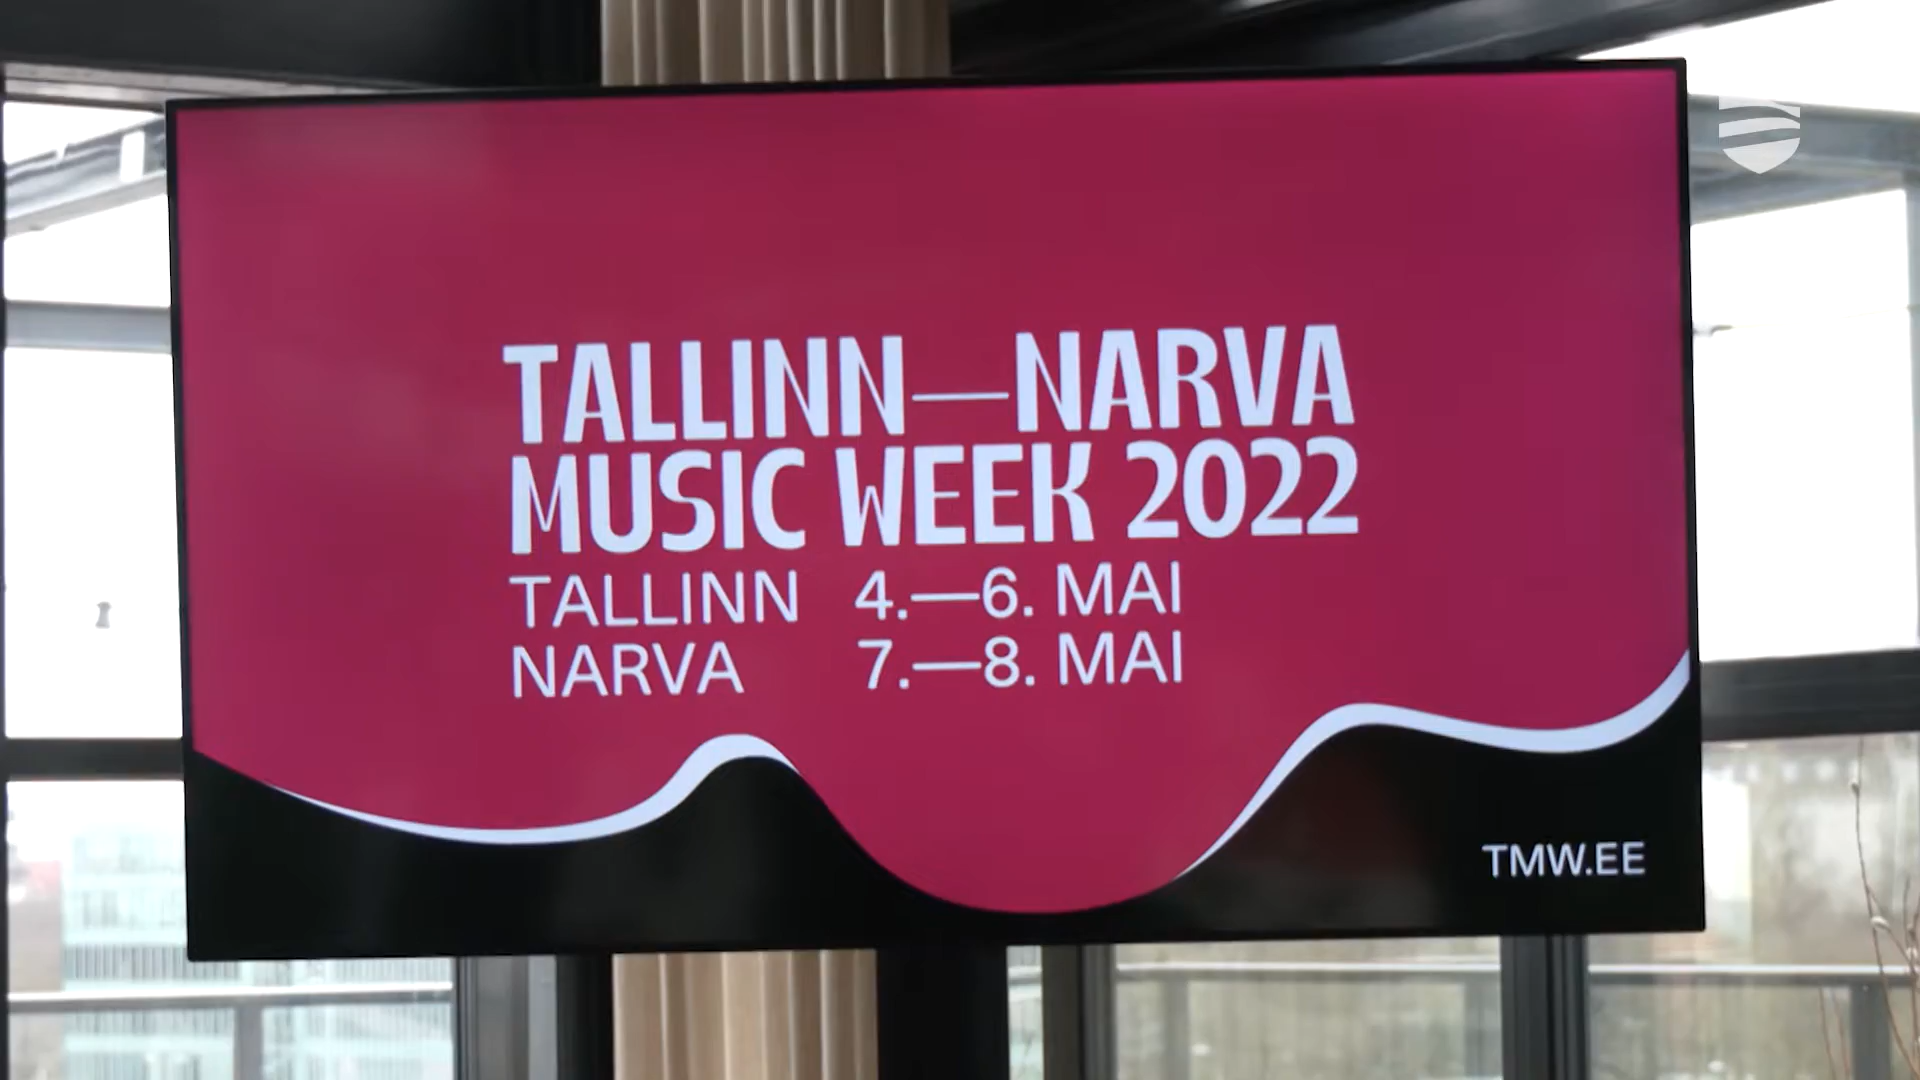 TALLINN—NARVA
MUSIC WEEK 2022
TALLINN 4.—6. MAI
NARVA 7.—8. MAI
TMW.EE